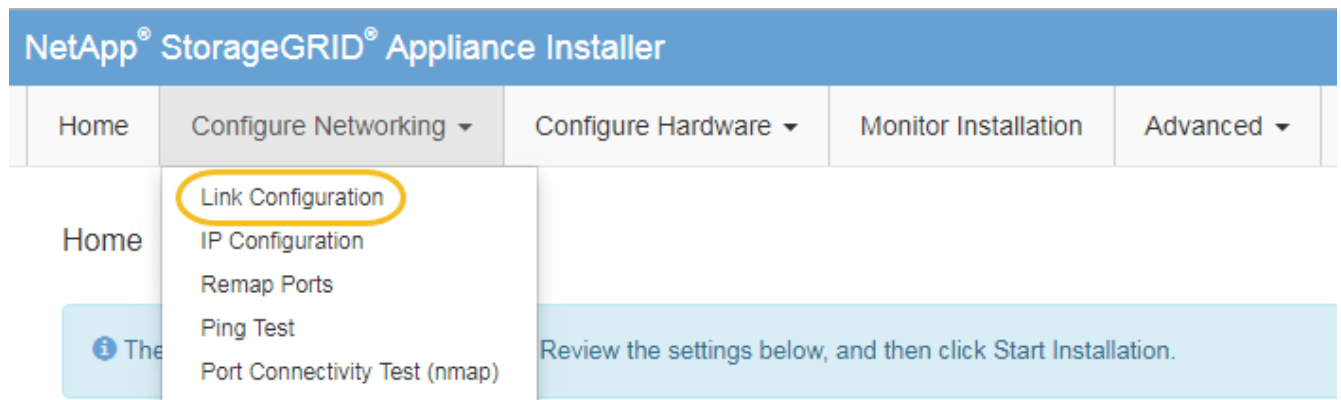 NetApp® StorageGRID® Appliance Installer
Home Configure Networking Configure Hardware Monitor Installation Advanced
Link Configuration
Home IP Configuration
Remap Ports
Ping Test
The Review the settings below, and then click Start Installation.
Port Connectivity Test (nmap)